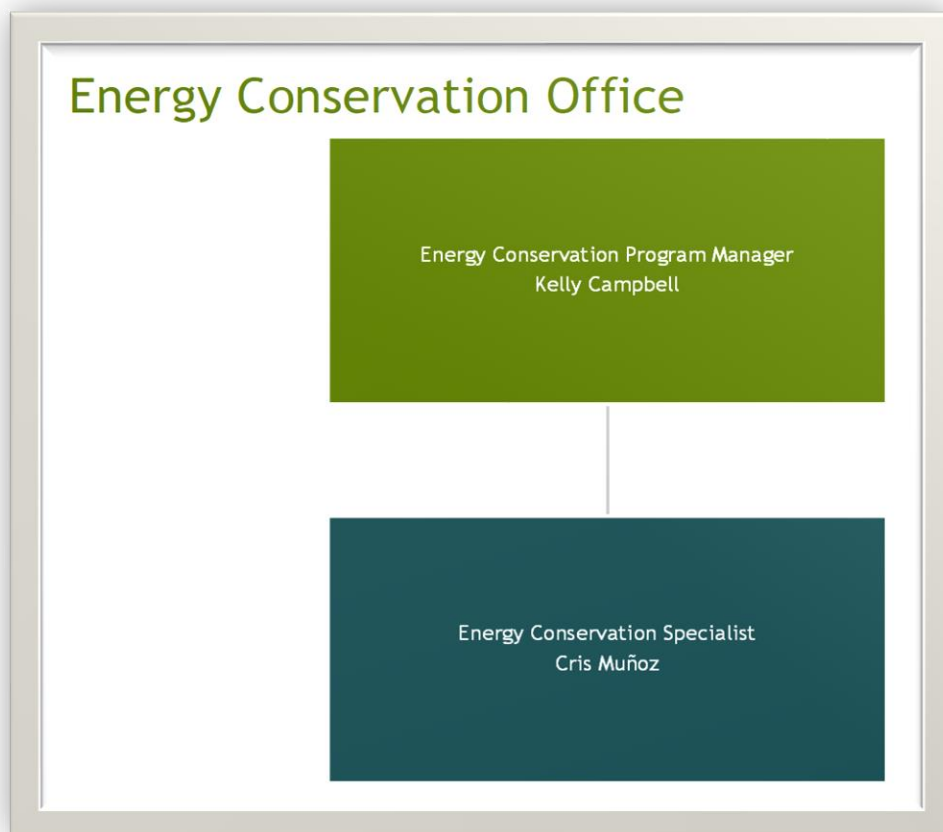 Energy Conservation Office
Energy Conservation Program Manager
Kelly Campbell
Energy Conservation Specialist
Cris Muñoz